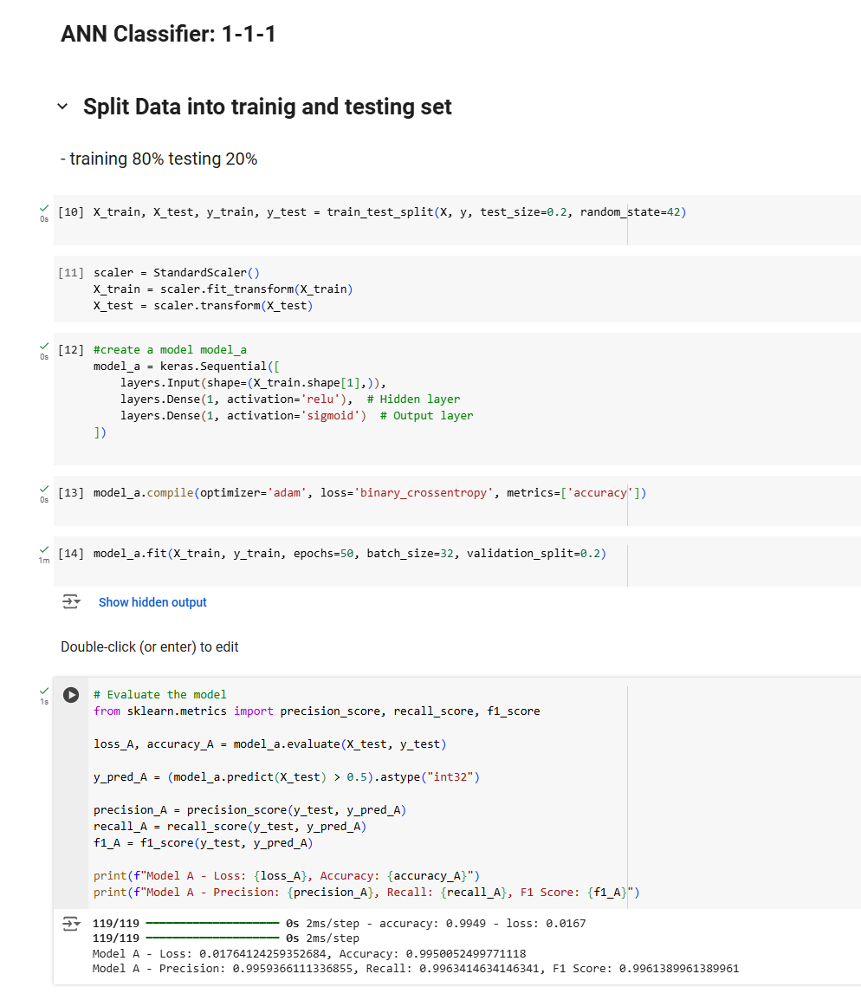 ANN Classifier: 1-1-1
Split Data into trainig and testing set
- training 80% testing 20%
0s
[10] X_train, X_test, y_train, y_test = train_test_split(X, y, test_size=0.2, random_state=42)
[11] scaler = StandardScaler()
X_train = scaler.fit_transform(X_train)
X_test = scaler.transform(X_test)
0s
[12] #create a model model_a
model_a = keras.Sequential([
    layers.Input(shape=(X_train.shape[1],)),
    layers.Dense(1, activation='relu'),  # Hidden layer
    layers.Dense(1, activation='sigmoid')  # Output layer
])
0s
[13] model_a.compile(optimizer='adam', loss='binary_crossentropy', metrics=['accuracy'])
1m
[14] model_a.fit(X_train, y_train, epochs=50, batch_size=32, validation_split=0.2)
Show hidden output
Double-click (or enter) to edit
1s
# Evaluate the model
from sklearn.metrics import precision_score, recall_score, f1_score
loss_A, accuracy_A = model_a.evaluate(X_test, y_test)
y_pred_A = (model_a.predict(X_test) > 0.5).astype("int32")
precision_A = precision_score(y_test, y_pred_A)
recall_A = recall_score(y_test, y_pred_A)
f1_A = f1_score(y_test, y_pred_A)
print(f"Model A - Loss: {loss_A}, Accuracy: {accuracy_A}")
print(f"Model A - Precision: {precision_A}, Recall: {recall_A}, F1 Score: {f1_A}")
119/119 0s 2ms/step - accuracy: 0.9949 - loss: 0.0167
119/119 0s 2ms/step
Model A - Loss: 0.01764124259352684, Accuracy: 0.9950052499771118
Model A - Precision: 0.9959366111336855, Recall: 0.9963414634146341, F1 Score: 0.9961389961389961